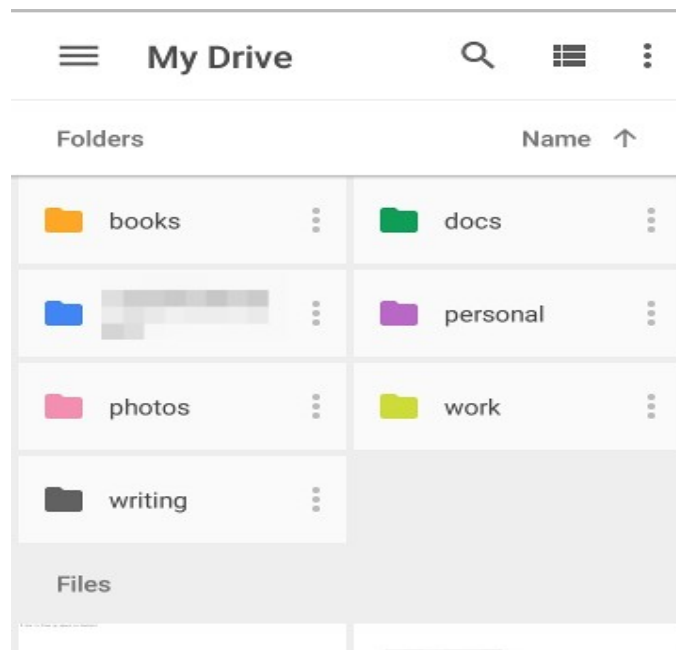 My Drive
Folders Name
books docs
personal
photos work
writing
Files